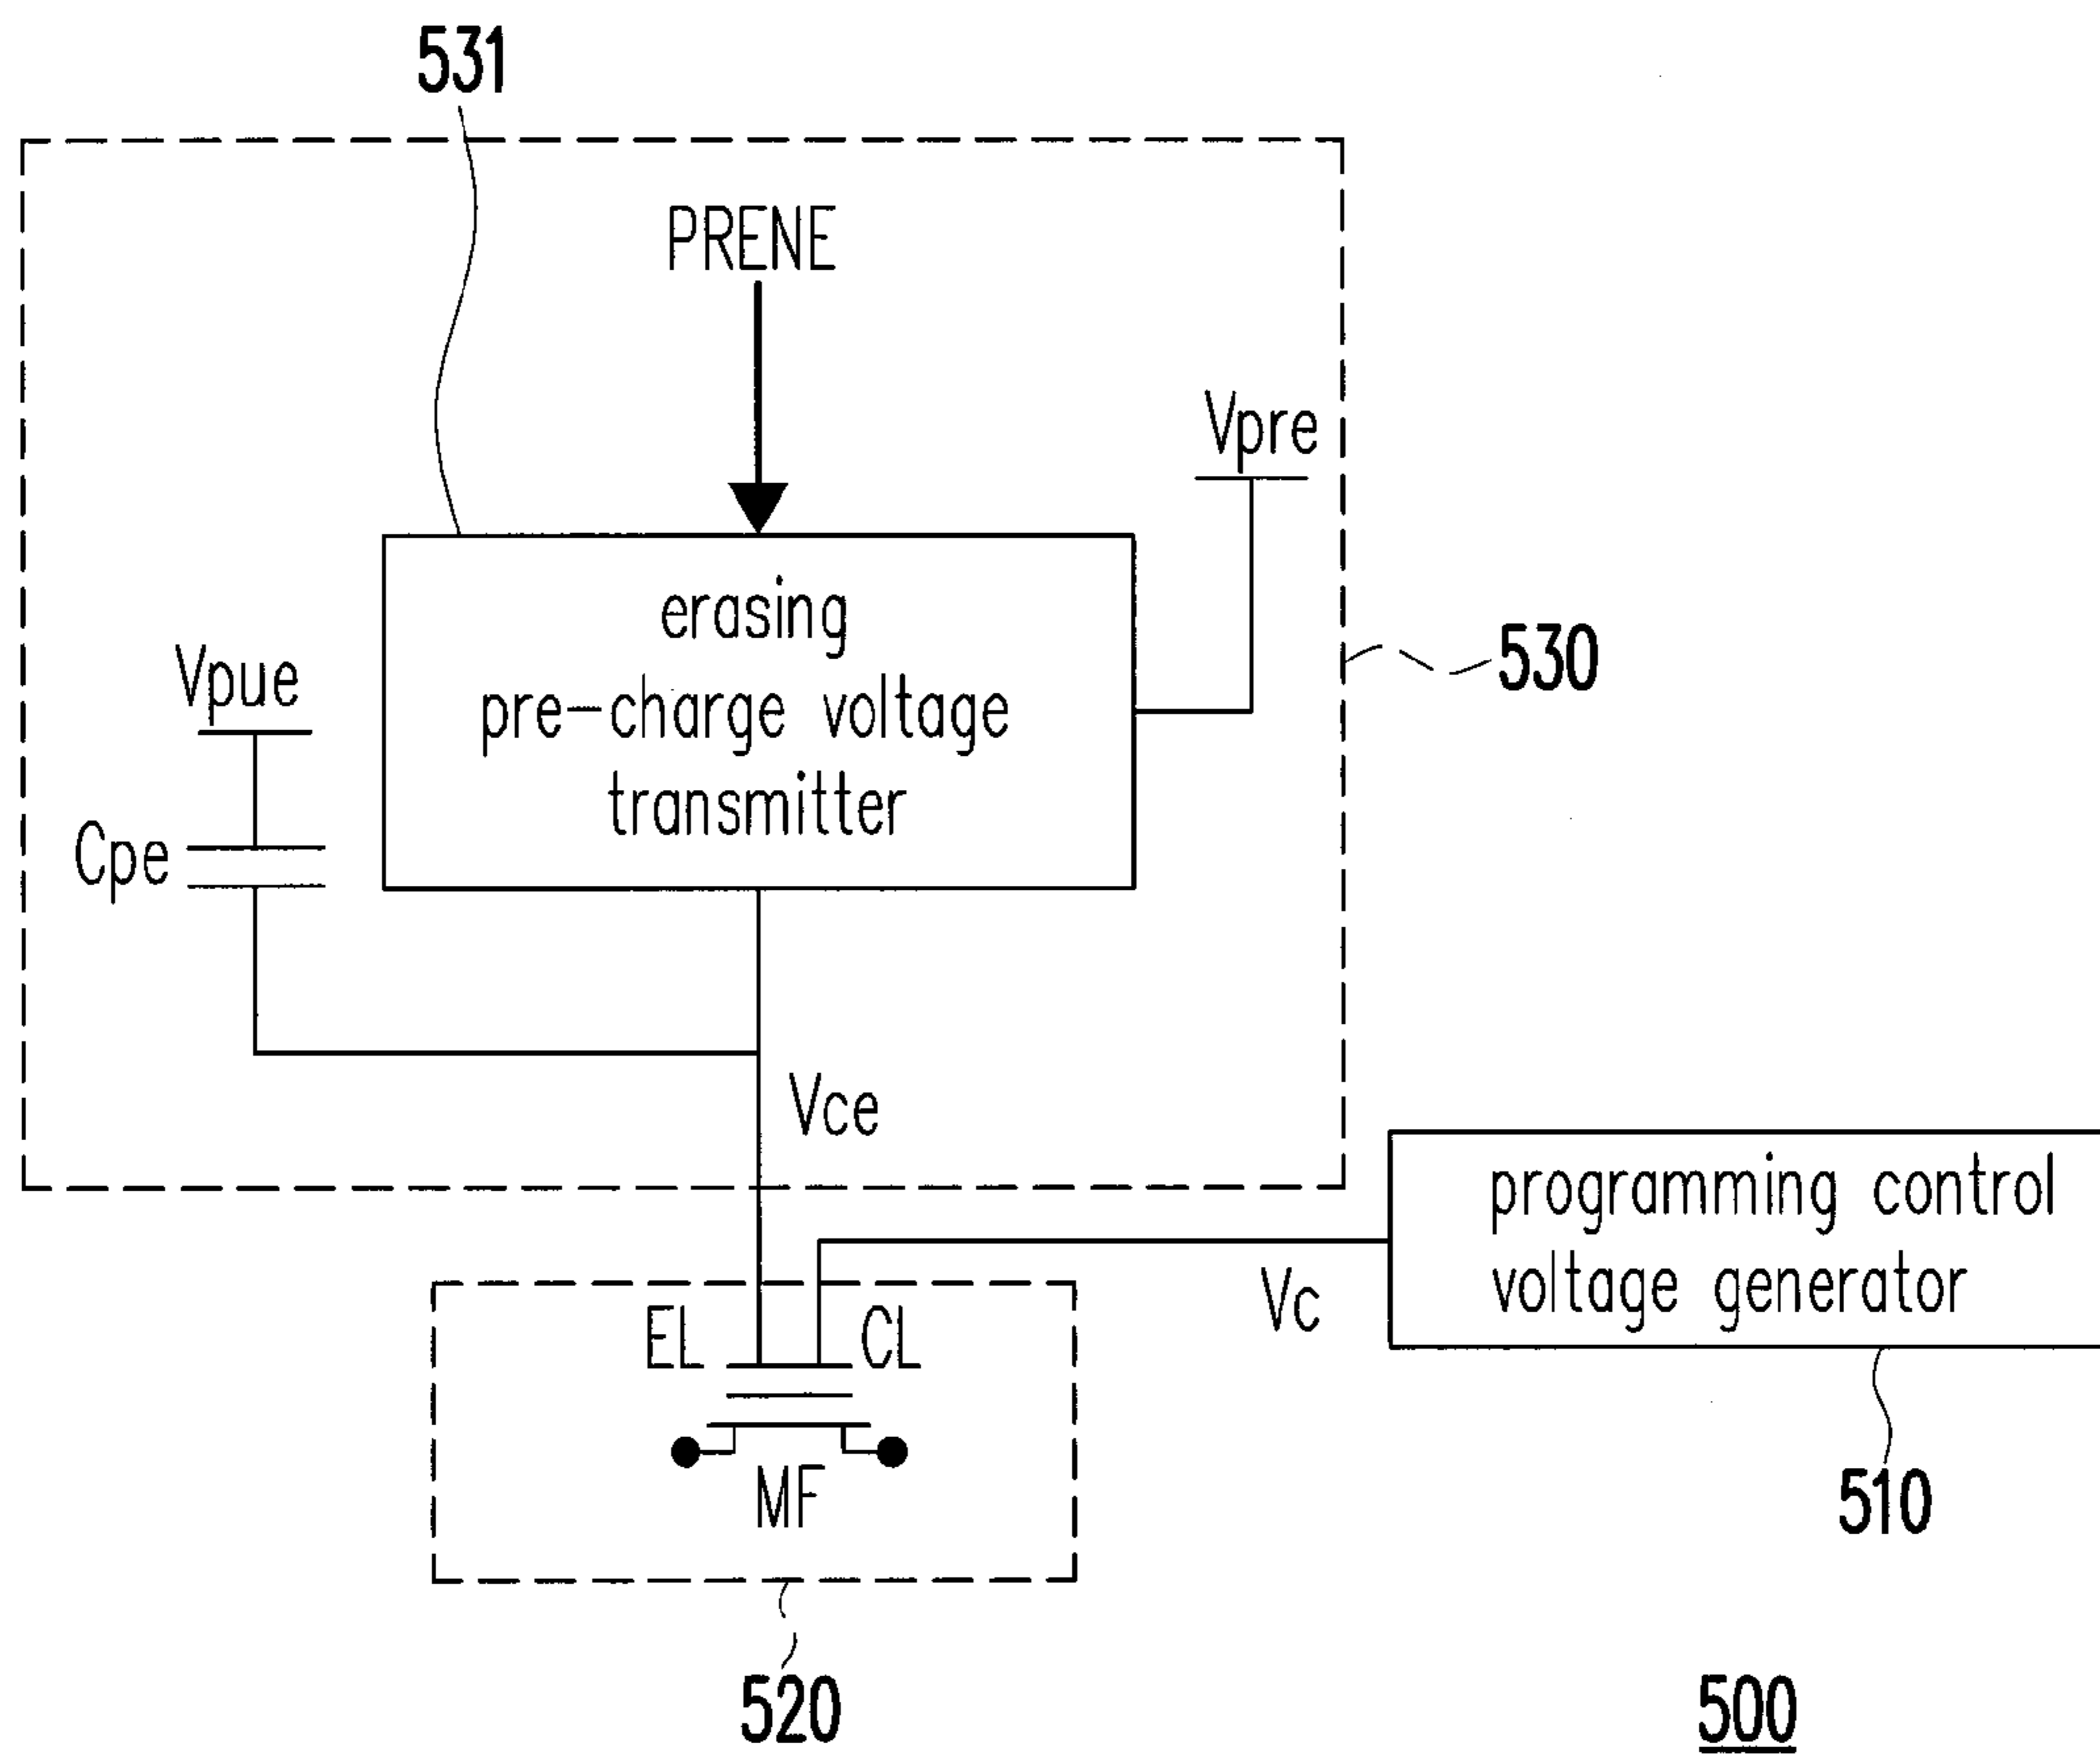 531
PRENE
Vpre
erasing
pre-charge voltage
transmitter
530
Vpue
Cpe
Vce
programming control
voltage generator
Vc
EL
CL
MF
510
520
500